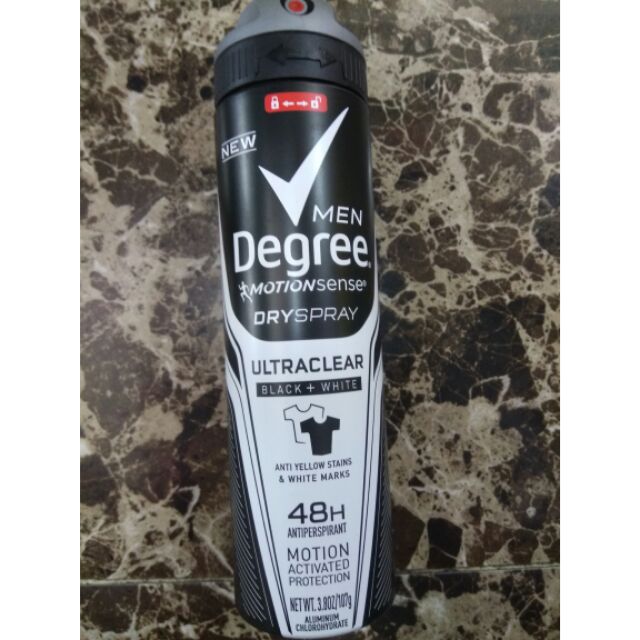 NEW
MEN
Degree®
MOTIONsense®
DRYSPRAY
ULTRACLEAR
BLACK + WHITE
ANTI YELLOW STAINS
& WHITE MARKS
48H
ANTIPERSPIRANT
MOTION
ACTIVATED
PROTECTION
NET WT. 3.8OZ/107g
ALUMINUM
CHLOROHYDRATE